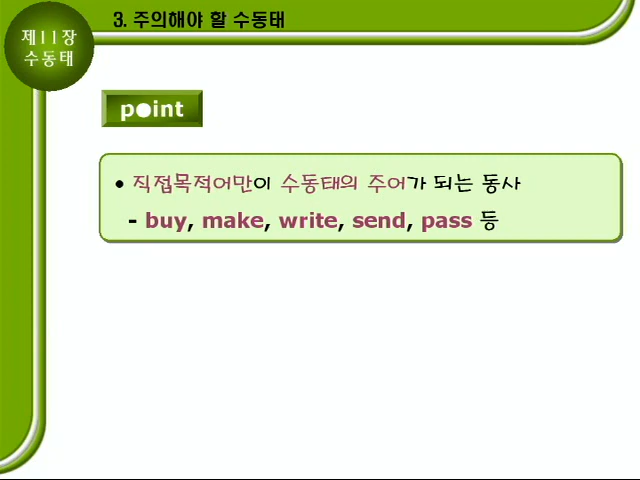 제11장
수동태
3. 주의해야 할 수동태
point
• 직접목적어만이 수동태의 주어가 되는 동사
- buy, make, write, send, pass 등